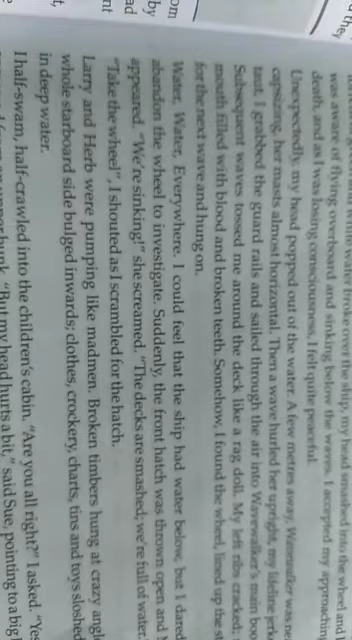 water broke over the ship, my head smashed into the wheel and
was aware of flying overboard and sinking below the waves. I accepted my approaching
death, and as I was losing consciousness, I felt quite peaceful.
Unexpectedly, my head popped out of the water. A few metres away, Wavewalker was
capsizing, her masts almost horizontal. Then a wave hurled her upright, my lifeline
taut, I grabbed the guard rails and sailed through the air into Wavewalker's main
Subsequent waves tossed me around the deck like a rag doll. My left ribs cracked;
mouth filled with blood and broken teeth. Somehow, I found the wheel, lined up the
for the next wave and hung on.
Water, Water, Everywhere. I could feel that the ship had water below, but I dared
abandon the wheel to investigate. Suddenly, the front hatch was thrown open and
appeared. "We're sinking!" she screamed. "The decks are smashed; we're full of water.
"Take the wheel", I shouted as I scrambled for the hatch.
Larry and Herb were pumping like madmen. Broken timbers hung at crazy
whole starboard side bulged inwards; clothes, crockery, charts, tins and toys sloshed
in deep water.
I half-swam, half-crawled into the children's cabin. "Are you all right?" I asked.
bunk. "But my head hurts a bit," said Sue, pointing to a big